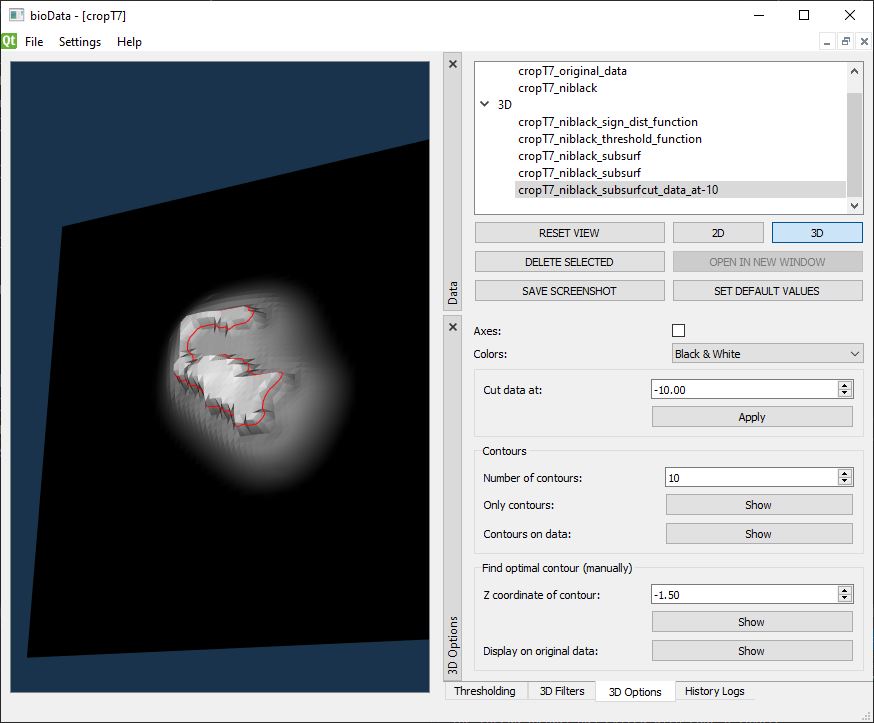 bioData - [cropT7]
Qt File Settings Help
cropT7_original_data
cropT7_niblack
3D
cropT7_niblack_sign_dist_function
cropT7_niblack_threshold_function
cropT7_niblack_subsurf
cropT7_niblack_subsurf
cropT7_niblack_subsurfcut_data_at-10
Data
RESET VIEW 2D 3D
DELETE SELECTED OPEN IN NEW WINDOW
SAVE SCREENSHOT SET DEFAULT VALUES
3D Options
Axes:
Colors: Black & White
Cut data at: -10.00
Apply
Contours
Number of contours: 10
Only contours: Show
Contours on data: Show
Find optimal contour (manually)
Z coordinate of contour: -1.50
Show
Display on original data: Show
Thresholding 3D Filters 3D Options History Logs